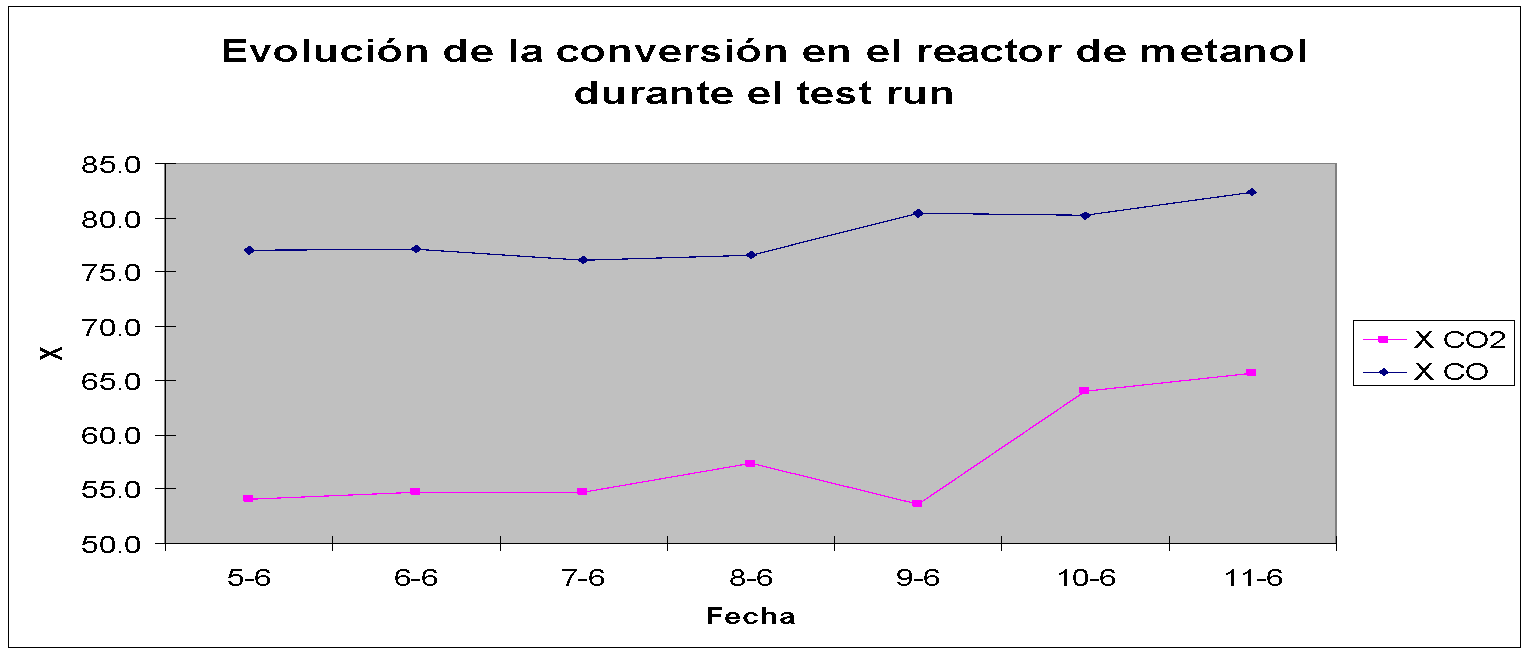 Evolución de la conversión en el reactor de metanol
durante el test run
85.0
80.0
75.0
70.0
65.0
60.0
55.0
50.0
X
5-6 6-6 7-6 8-6 9-6 10-6 11-6
Fecha
X CO2
X CO